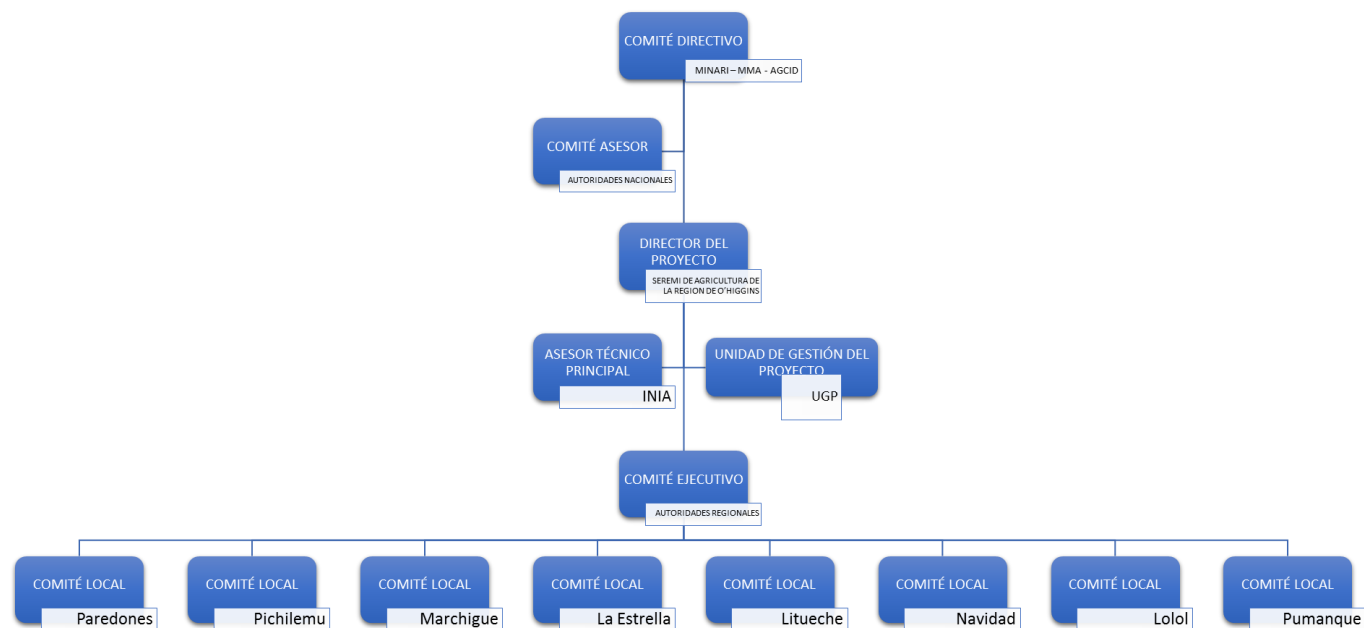 COMITÉ DIRECTIVO
MINARI – MMA - AGCID
COMITÉ ASESOR
AUTORIDADES NACIONALES
DIRECTOR DEL
PROYECTO
SEREMI DE AGRICULTURA DE
LA REGION DE O'HIGGINS
ASESOR TÉCNICO
PRINCIPAL
INIA
UNIDAD DE GESTIÓN DEL
PROYECTO
UGP
COMITÉ EJECUTIVO
AUTORIDADES REGIONALES
COMITÉ LOCAL
Paredones
COMITÉ LOCAL
Pichilemu
COMITÉ LOCAL
Marchigue
COMITÉ LOCAL
La Estrella
COMITÉ LOCAL
Litueche
COMITÉ LOCAL
Navidad
COMITÉ LOCAL
Lolol
COMITÉ LOCAL
Pumanque